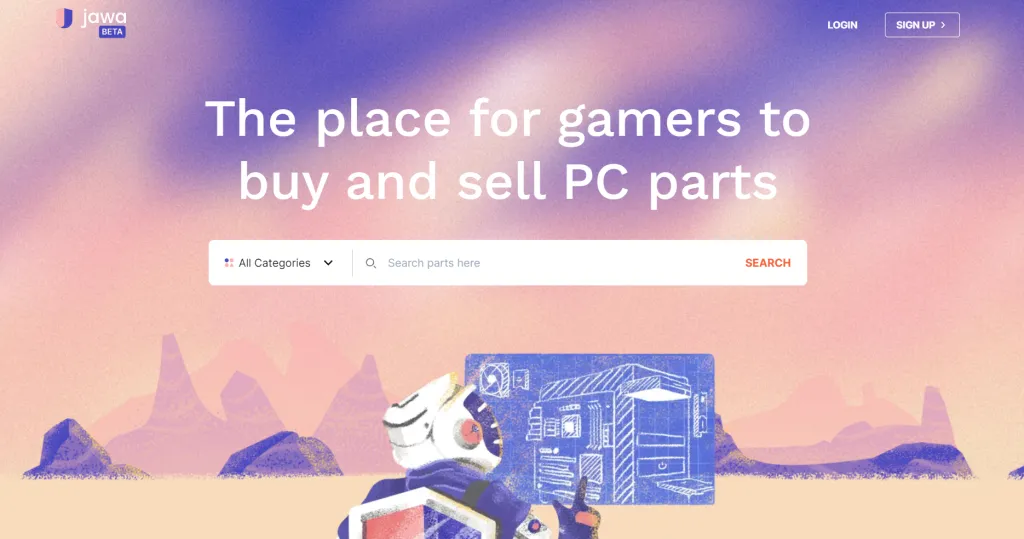 jawa
BETA
LOGIN
SIGN UP
The place for gamers to
buy and sell PC parts
All Categories
Search parts here
SEARCH